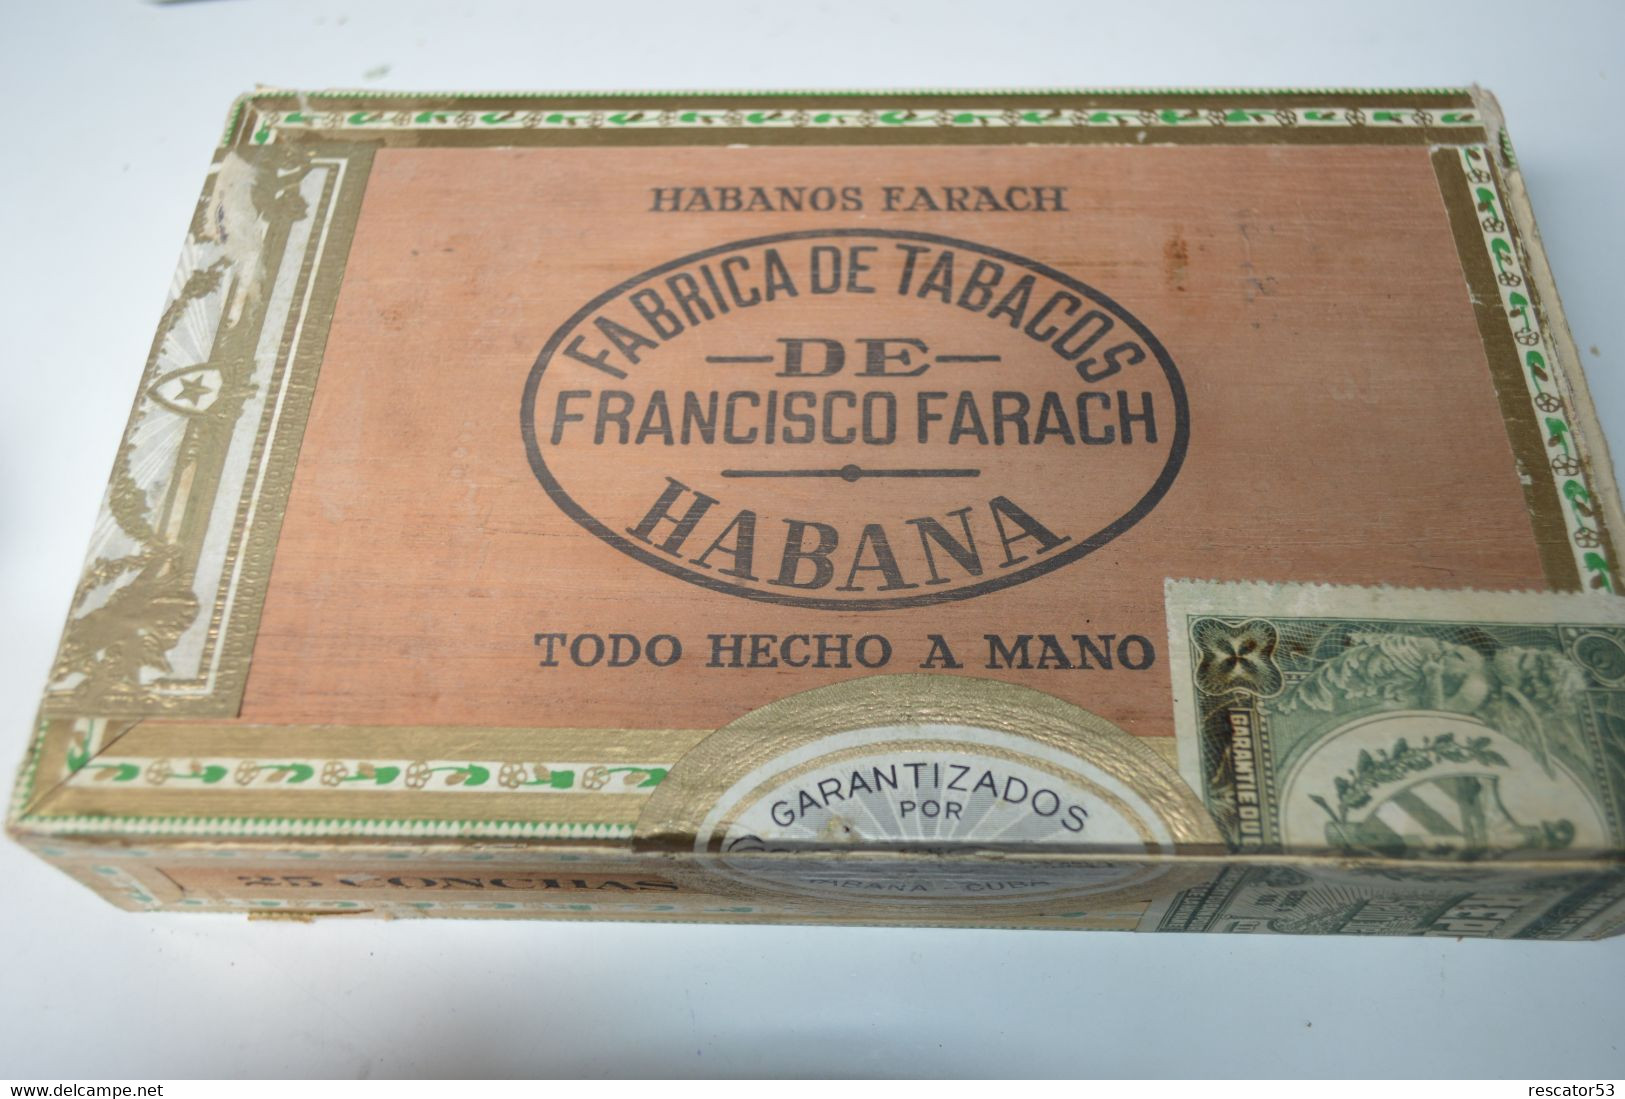 HABANOS FARACH
FABRICA DE TABACOS
DE
FRANCISCO FARACH
HABANA
TODO HECHO A MANO
GARANTIZADOS
POR
HABANA - CUBA
25 CONCHAS
GARANTIE DU
www.delcampe.net
rescator53